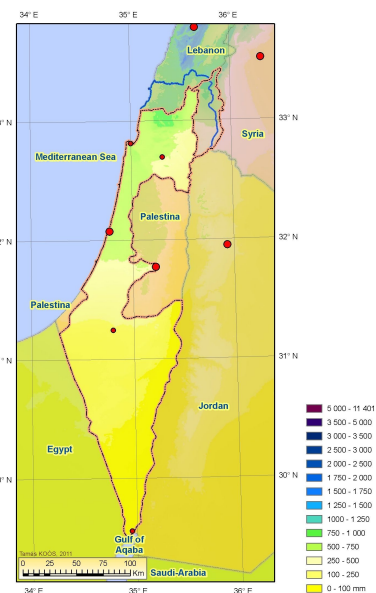 34° E
35° E
36° E
Lebanon
33° N
Syria
Mediterranean Sea
Palestina
32° N
° N
Palestina
31° N
° N
Jordan
Egypt
30° N
° N
Gulf of
Aqaba
Tamás KOOS, 2011
0 25 50 75 100
Km
Saudi-Arabia
34° E
35° E
36° E
5 000 - 11 401
3 500 - 5 000
3 000 - 3 500
2 500 - 3 000
2 000 - 2 500
1 750 - 2 000
1 500 - 1 750
1 250 - 1 500
1000 - 1 250
750 - 1 000
500 - 750
250 - 500
100 - 250
0 - 100 mm